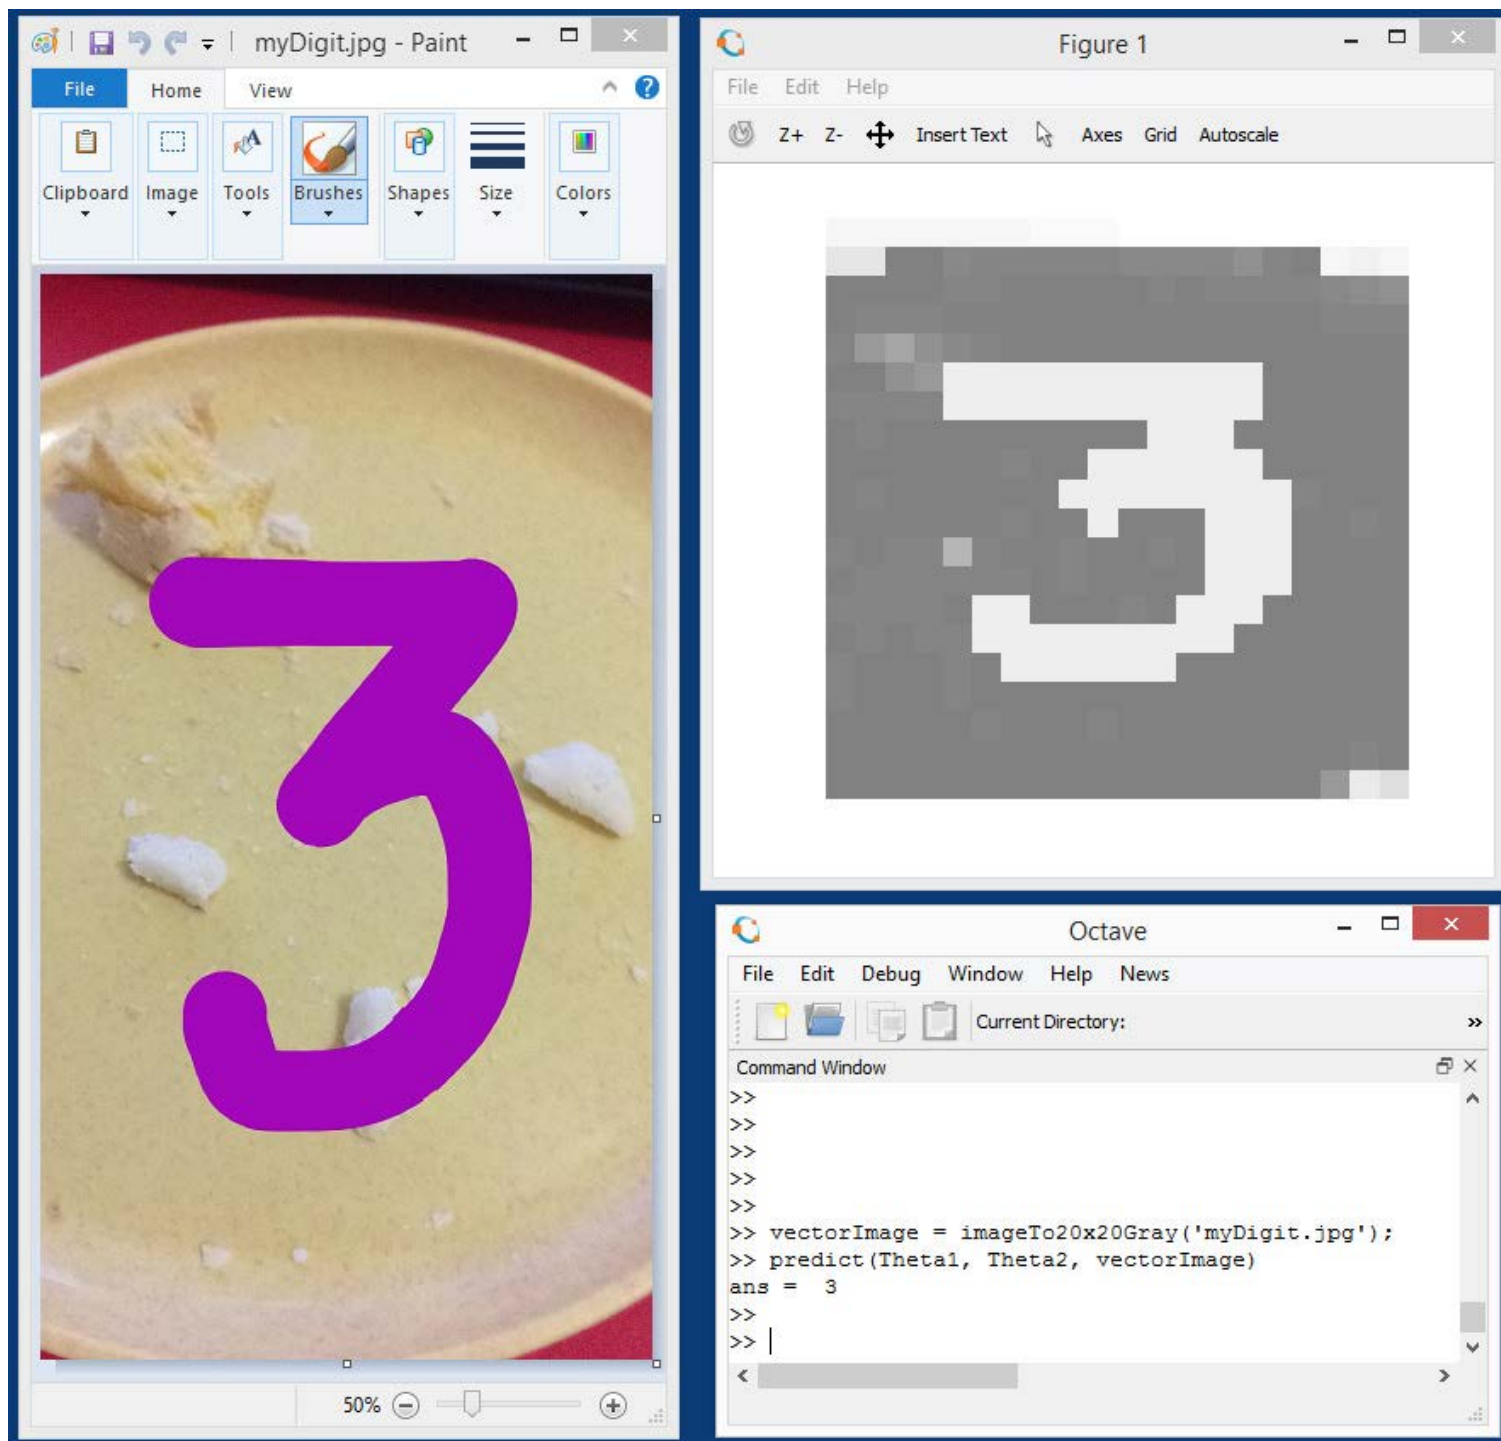 myDigit.jpg - Paint
File Home View
Clipboard Image Tools Brushes Shapes Size Colors
3
50%
Figure 1
File Edit Help
Z+ Z- Insert Text Axes Grid Autoscale
3
Octave
File Edit Debug Window Help News
Current Directory:
Command Window
>>
>>
>>
>>
>>
>> vectorImage = imageTo20x20Gray('myDigit.jpg');
>> predict(Theta1, Theta2, vectorImage)
ans =  3
>>
>>